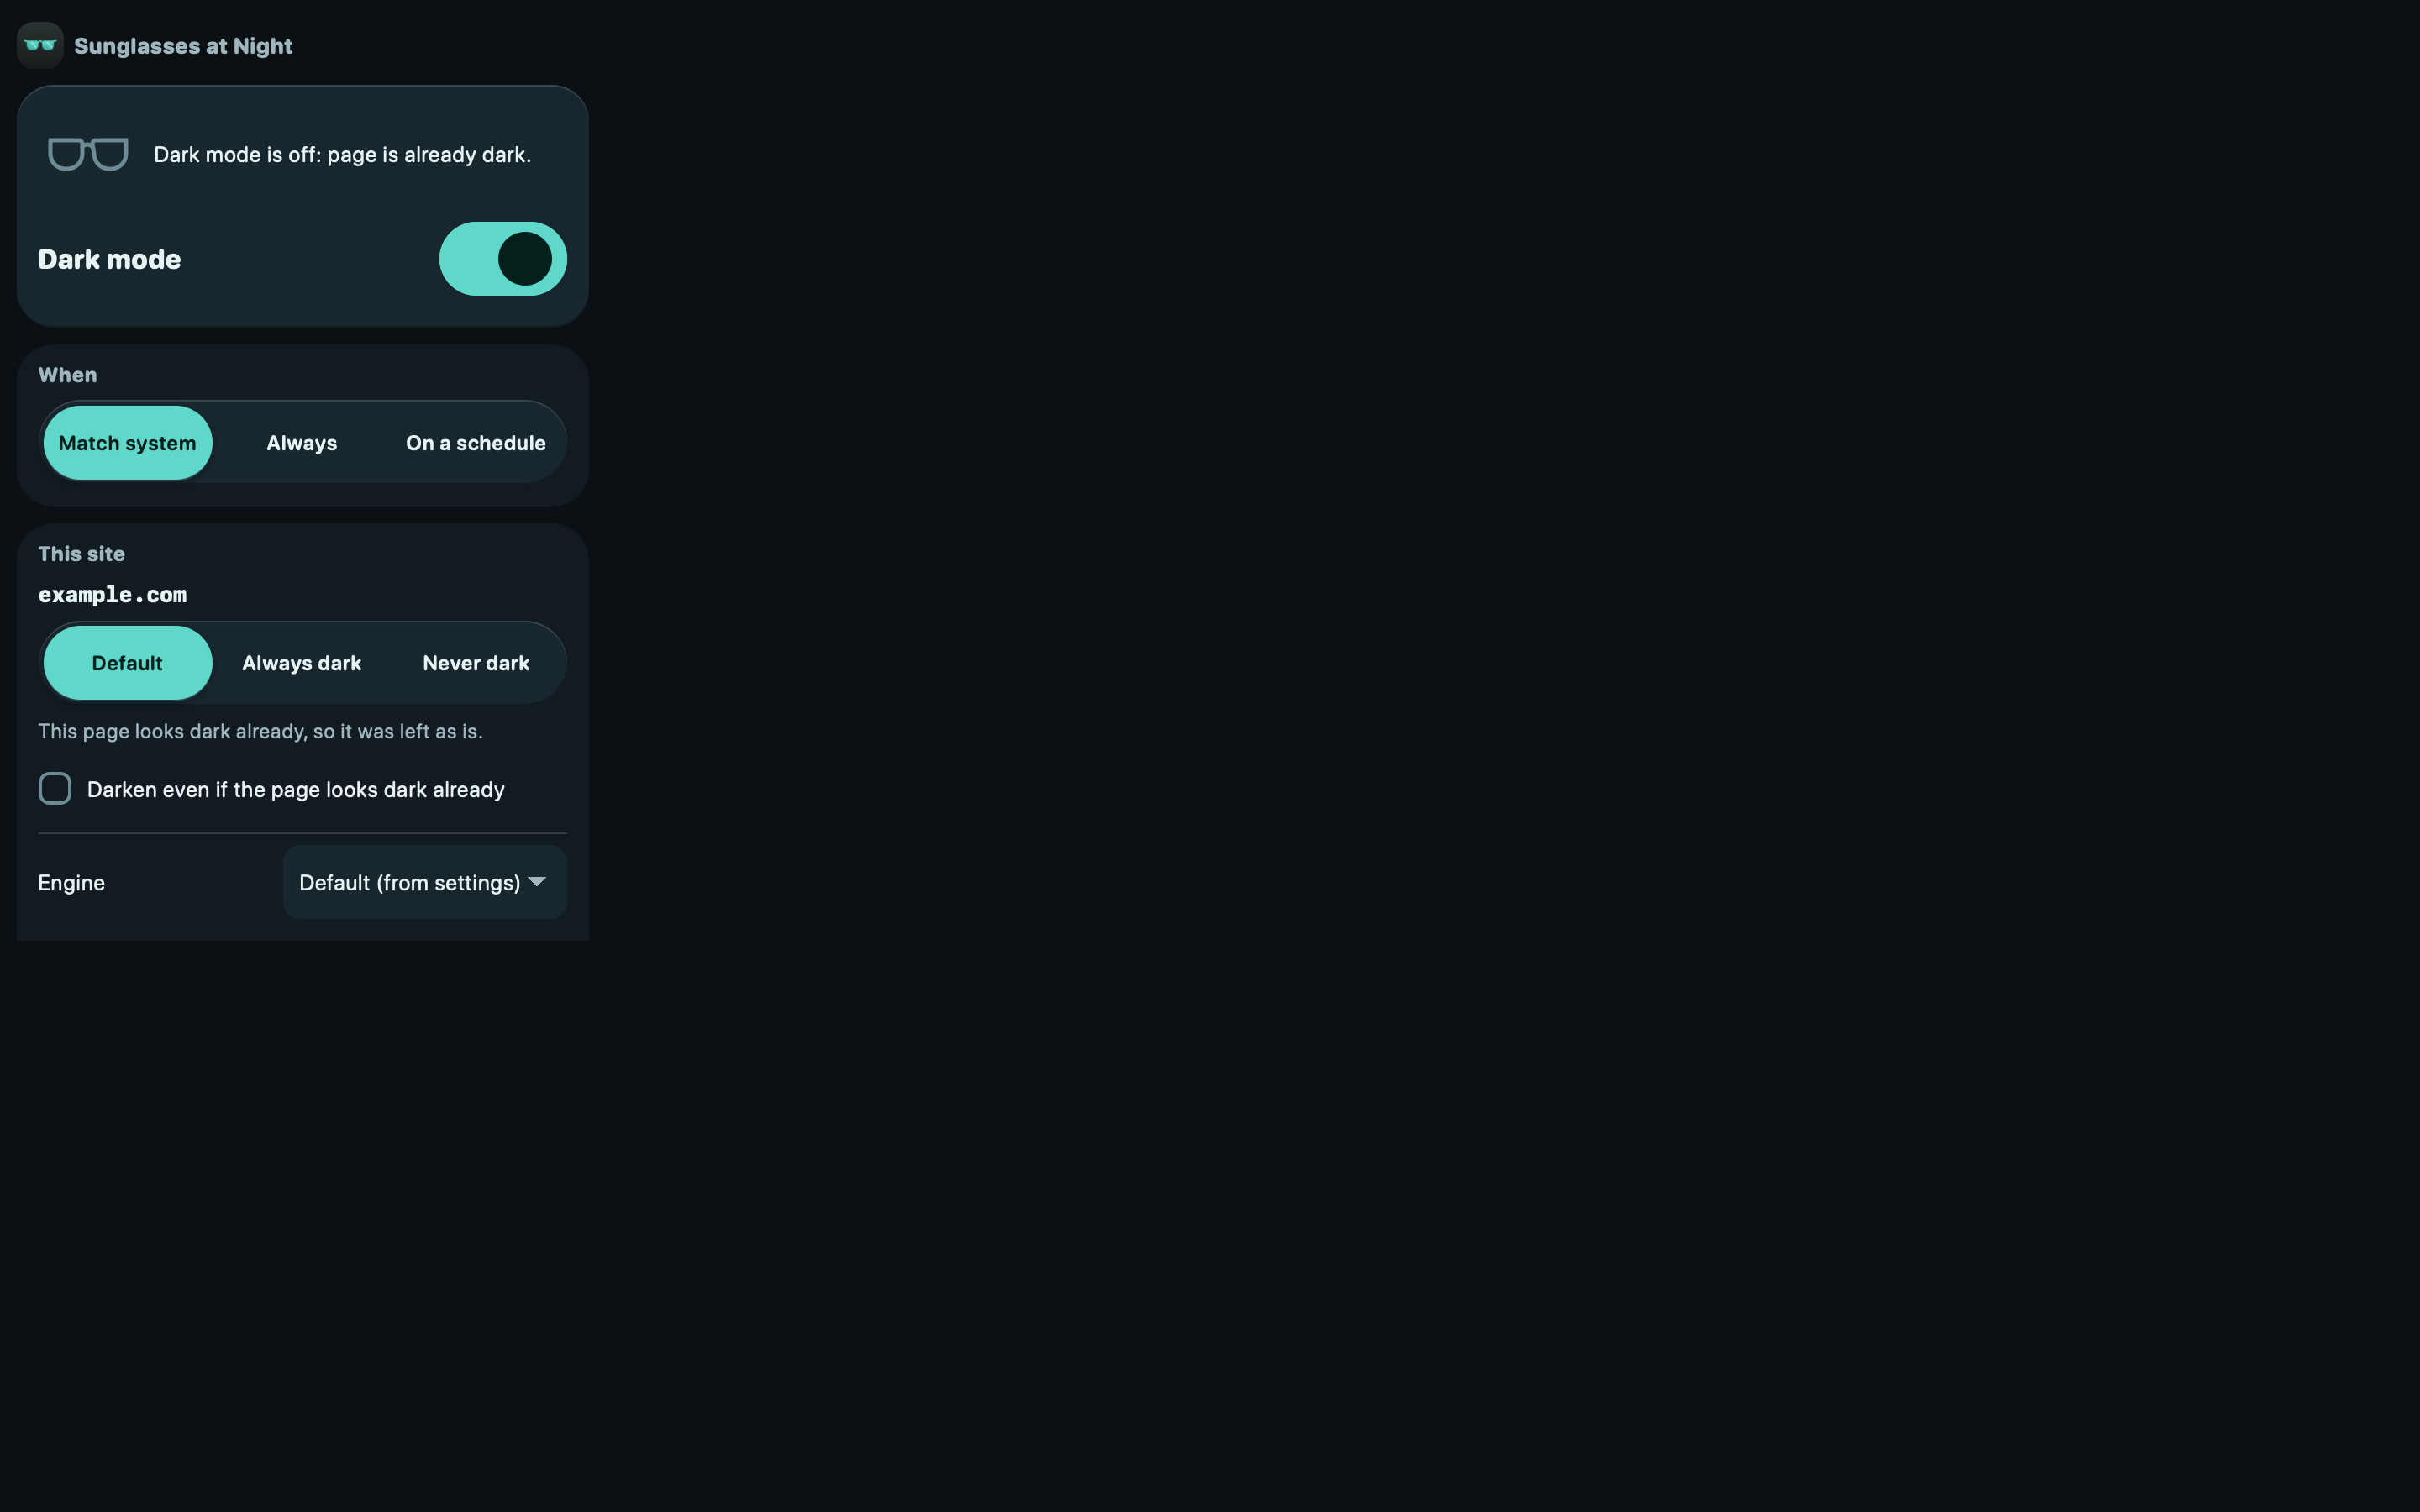 Sunglasses at Night
Dark mode is off: page is already dark.
Dark mode
When
Match system
Always
On a schedule
This site
example.com
Default
Always dark
Never dark
This page looks dark already, so it was left as is.
Darken even if the page looks dark already
Engine
Default (from settings)